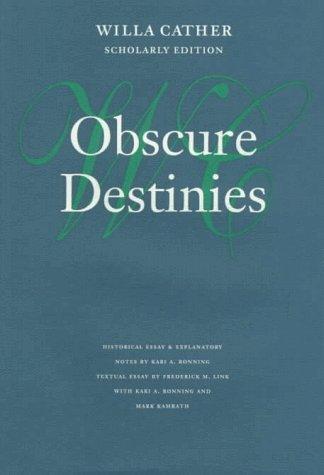 WILLA CATHER
SCHOLARLY EDITION
WC
Obscure
Destinies
HISTORICAL ESSAY & EXPLANATORY
NOTES BY KARI A. RONNING
TEXTUAL ESSAY BY FREDERICK M. LINK
WITH KARI A. RONNING AND
MARK KAMRATH